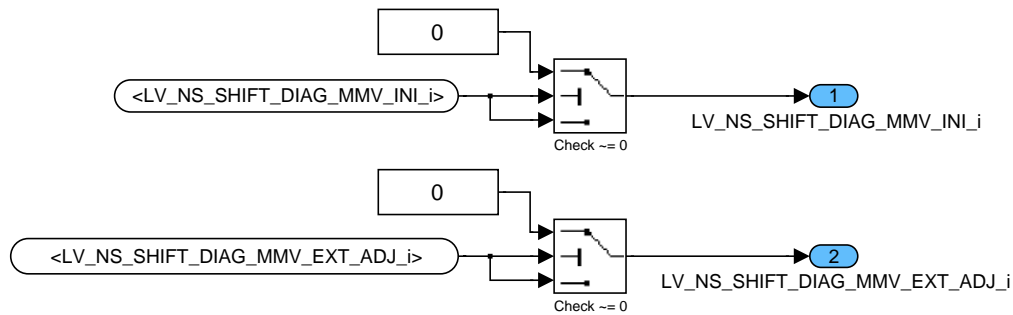 0
<LV_NS_SHIFT_DIAG_MMV_INI_i>
1
LV_NS_SHIFT_DIAG_MMV_INI_i
Check ~= 0
0
<LV_NS_SHIFT_DIAG_MMV_EXT_ADJ_i>
2
LV_NS_SHIFT_DIAG_MMV_EXT_ADJ_i
Check ~= 0